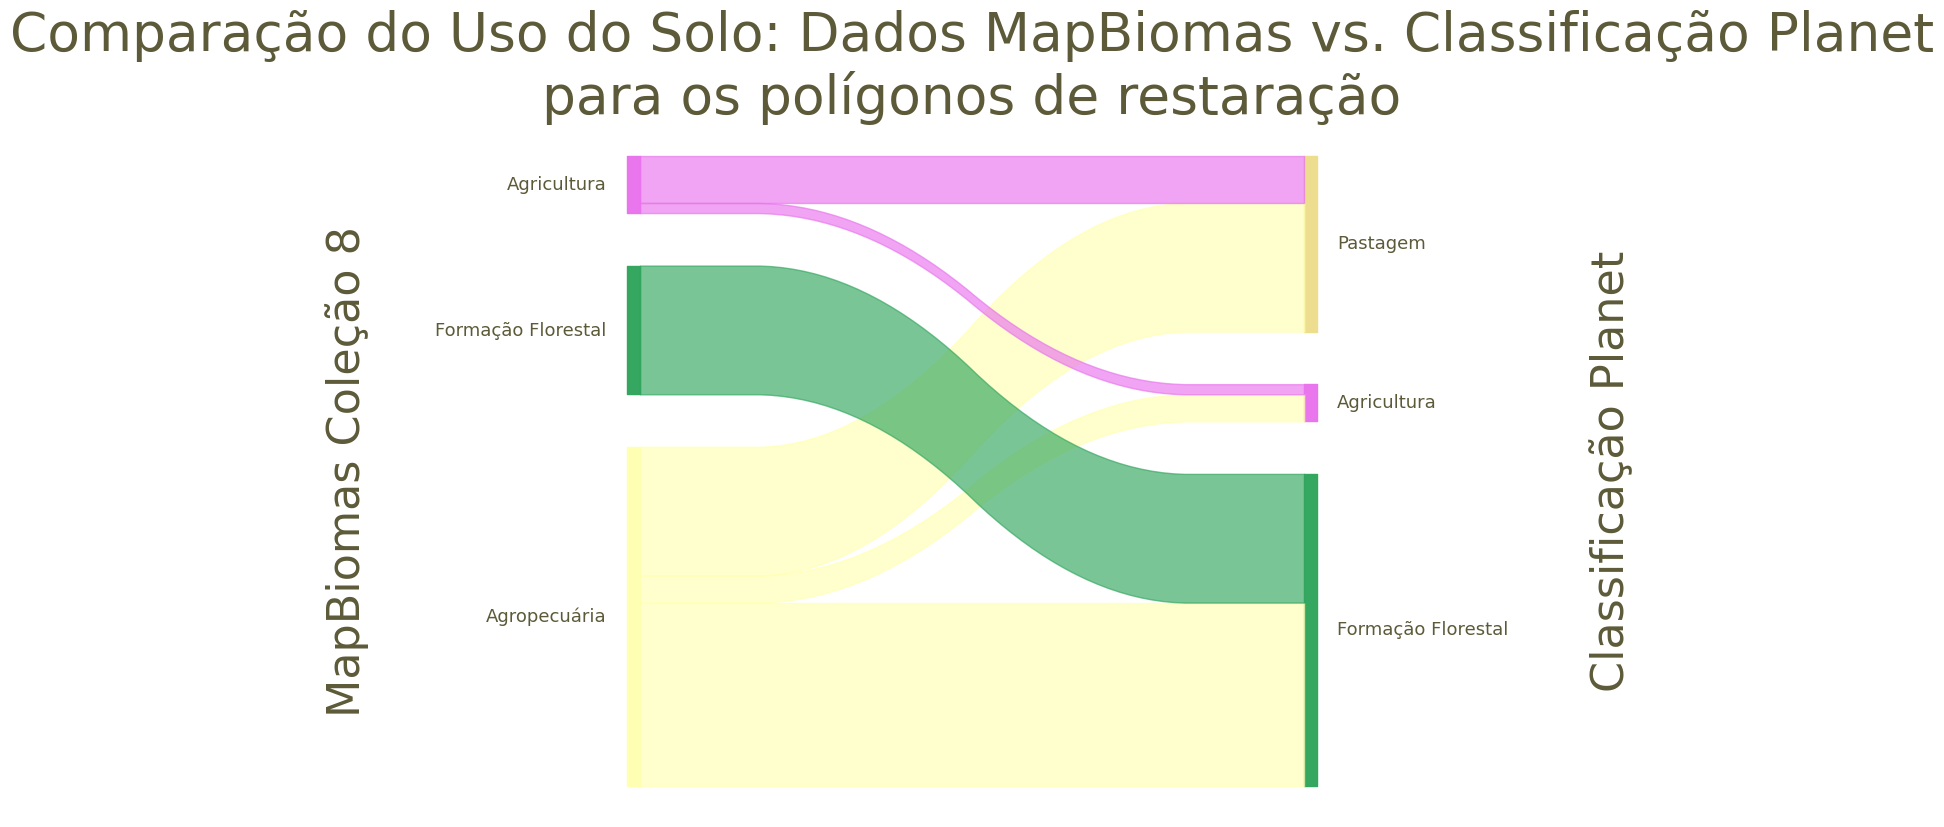 Comparação do Uso do Solo: Dados MapBiomas vs. Classificação Planet
para os polígonos de restaração
MapBiomas Coleção 8
Agricultura
Formação Florestal
Agropecuária
Pastagem
Agricultura
Formação Florestal
Classificação Planet